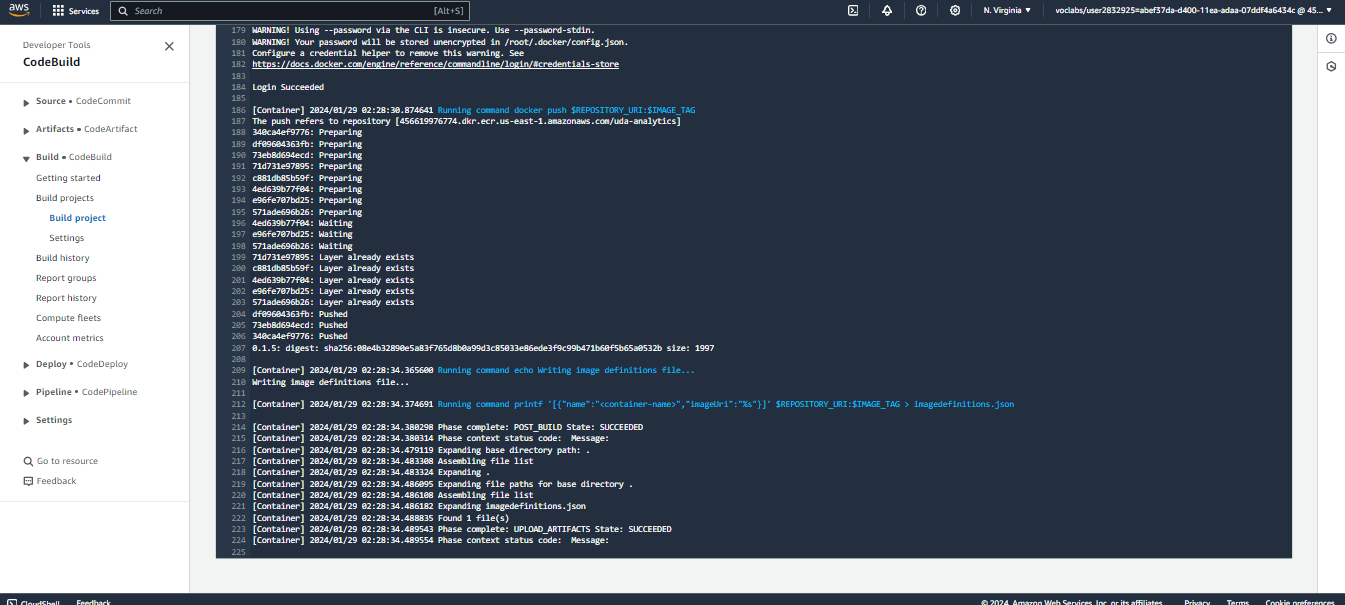 aws
Services
Search
[Alt+S]
N. Virginia
voclabs/user2832925=abef37da-d400-11ea-adaa-07ddf4a6434c @ 45...
Developer Tools
CodeBuild
Source • CodeCommit
Artifacts • CodeArtifact
Build • CodeBuild
Getting started
Build projects
Build project
Settings
Build history
Report groups
Report history
Compute fleets
Account metrics
Deploy • CodeDeploy
Pipeline • CodePipeline
Settings
Go to resource
Feedback
179 WARNING! Using --password via the CLI is insecure. Use --password-stdin.
180 WARNING! Your password will be stored unencrypted in /root/.docker/config.json.
181 Configure a credential helper to remove this warning. See
182 https://docs.docker.com/engine/reference/commandline/login/#credentials-store
183
184 Login Succeeded
185
186 [Container] 2024/01/29 02:28:30.874641 Running command docker push $REPOSITORY_URI:$IMAGE_TAG
187 The push refers to repository [456619976774.dkr.ecr.us-east-1.amazonaws.com/uda-analytics]
188 340ca4ef9776: Preparing
189 df09604363fb: Preparing
190 73eb8d694ecd: Preparing
191 71d731e97895: Preparing
192 c881db85b59f: Preparing
193 4ed639b77f04: Preparing
194 e96fe707bd25: Preparing
195 571ade696b26: Preparing
196 4ed639b77f04: Waiting
197 e96fe707bd25: Waiting
198 571ade696b26: Waiting
199 71d731e97895: Layer already exists
200 c881db85b59f: Layer already exists
201 4ed639b77f04: Layer already exists
202 e96fe707bd25: Layer already exists
203 571ade696b26: Layer already exists
204 df09604363fb: Pushed
205 73eb8d694ecd: Pushed
206 340ca4ef9776: Pushed
207 0.1.5: digest: sha256:08e4b32890e5a83f765d8b0a99d3c85033e86ede3f9c99b471b60f5b65a0532b size: 1997
208
209 [Container] 2024/01/29 02:28:34.365600 Running command echo Writing image definitions file...
210 Writing image definitions file...
211
212 [Container] 2024/01/29 02:28:34.374691 Running command printf '[{"name":"<container-name>","imageUri":"%s"}]' $REPOSITORY_URI:$IMAGE_TAG > imagedefinitions.json
213
214 [Container] 2024/01/29 02:28:34.380298 Phase complete: POST_BUILD State: SUCCEEDED
215 [Container] 2024/01/29 02:28:34.380314 Phase context status code:  Message:
216 [Container] 2024/01/29 02:28:34.479119 Expanding base directory path: .
217 [Container] 2024/01/29 02:28:34.483308 Assembling file list
218 [Container] 2024/01/29 02:28:34.483324 Expanding .
219 [Container] 2024/01/29 02:28:34.486095 Expanding file paths for base directory .
220 [Container] 2024/01/29 02:28:34.486108 Assembling file list
221 [Container] 2024/01/29 02:28:34.486182 Expanding imagedefinitions.json
222 [Container] 2024/01/29 02:28:34.488835 Found 1 file(s)
223 [Container] 2024/01/29 02:28:34.489543 Phase complete: UPLOAD_ARTIFACTS State: SUCCEEDED
224 [Container] 2024/01/29 02:28:34.489554 Phase context status code:  Message:
225
CloudShell
Feedback
© 2024, Amazon Web Services, Inc. or its affiliates.
Privacy
Terms
Cookie preferences